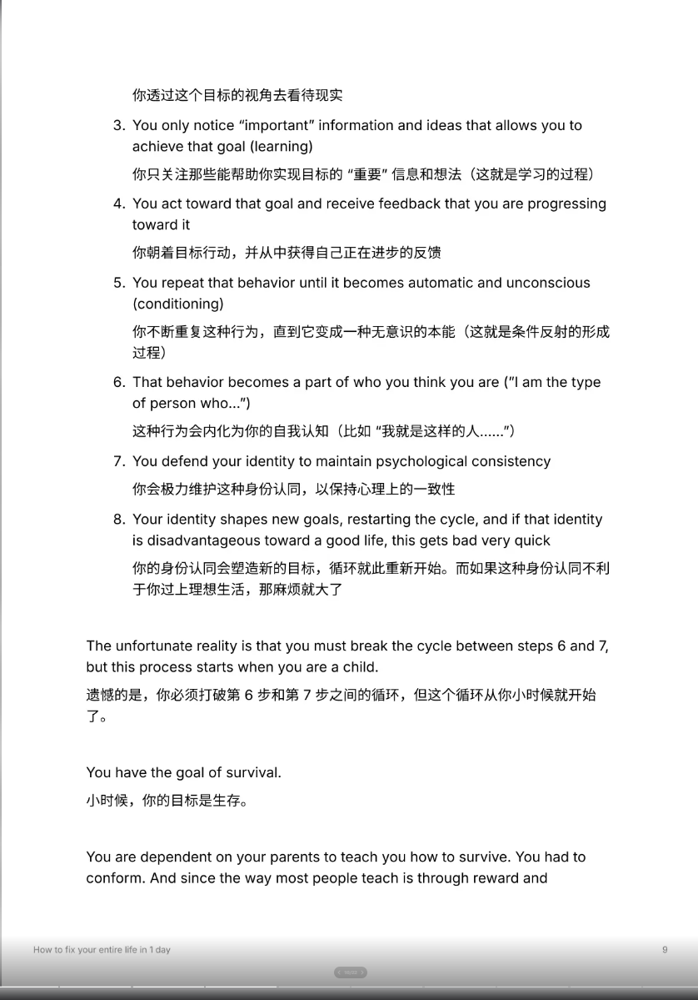 你透过这个目标的视角去看待现实
3. You only notice “important” information and ideas that allows you to
achieve that goal (learning)
你只关注那些能帮助你实现目标的 “重要” 信息和想法（这就是学习的过程）
4. You act toward that goal and receive feedback that you are progressing
toward it
你朝着目标行动，并从中获得自己正在进步的反馈
5. You repeat that behavior until it becomes automatic and unconscious
(conditioning)
你不断重复这种行为，直到它变成一种无意识的本能（这就是条件反射的形成
过程）
6. That behavior becomes a part of who you think you are (“I am the type
of person who…”)
这种行为会内化为你的自我认知（比如 “我就是这样的人……”）
7. You defend your identity to maintain psychological consistency
你会极力维护这种身份认同，以保持心理上的一致性
8. Your identity shapes new goals, restarting the cycle, and if that identity
is disadvantageous toward a good life, this gets bad very quick
你的身份认同会塑造新的目标，循环就此重新开始。而如果这种身份认同不利
于你过上理想生活，那麻烦就大了
The unfortunate reality is that you must break the cycle between steps 6 and 7,
but this process starts when you are a child.
遗憾的是，你必须打破第 6 步和第 7 步之间的循环，但这个循环从你小时候就开始
了。
You have the goal of survival.
小时候，你的目标是生存。
You are dependent on your parents to teach you how to survive. You had to
conform. And since the way most people teach is through reward and
How to fix your entire life in 1 day
9